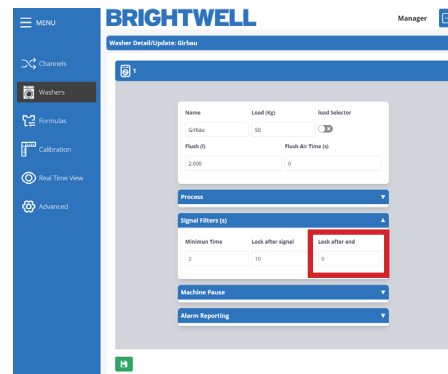 MENU
BRIGHTWELL
Manager
Washer Detail/Update: Girbau
Channels
Washers
Formulas
Calibration
Real Time View
Advanced
1
Name Load (Kg) load Selector
Girbau 50
Flush (l) Flush Air Time (s)
2.000 0
Process
Signal Filters (s)
Minimun Time Lock after signal Lock after end
2 10 0
Machine Pause
Alarm Reporting